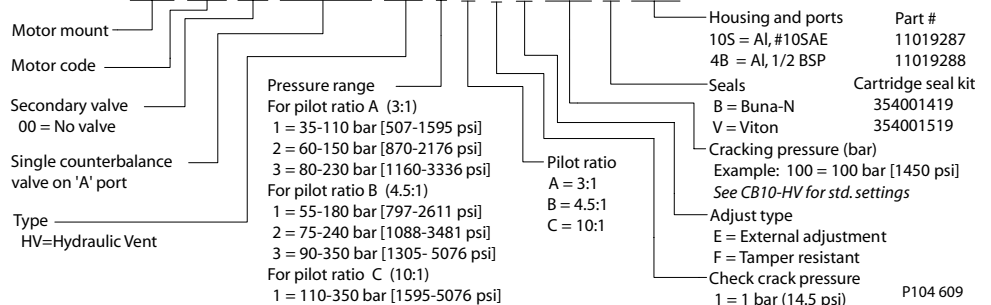 Motor mount
Motor code
Secondary valve
00 = No valve
Single counterbalance
valve on 'A' port
Type
HV=Hydraulic Vent
Pressure range
For pilot ratio A (3:1)
1 = 35-110 bar [507-1595 psi]
2 = 60-150 bar [870-2176 psi]
3 = 80-230 bar [1160-3336 psi]
For pilot ratio B (4.5:1)
1 = 55-180 bar [797-2611 psi]
2 = 75-240 bar [1088-3481 psi]
3 = 90-350 bar [1305- 5076 psi]
For pilot ratio C (10:1)
1 = 110-350 bar [1595-5076 psi]
Pilot ratio
A = 3:1
B = 4.5:1
C = 10:1
Housing and ports Part #
10S = Al, #10SAE 11019287
4B = Al, 1/2 BSP 11019288
Seals Cartridge seal kit
B = Buna-N 354001419
V = Viton 354001519
Cracking pressure (bar)
Example: 100 = 100 bar [1450 psi]
See CB10-HV for std. settings
Adjust type
E = External adjustment
F = Tamper resistant
Check crack pressure
1 = 1 bar (14.5 psi)
P104 609